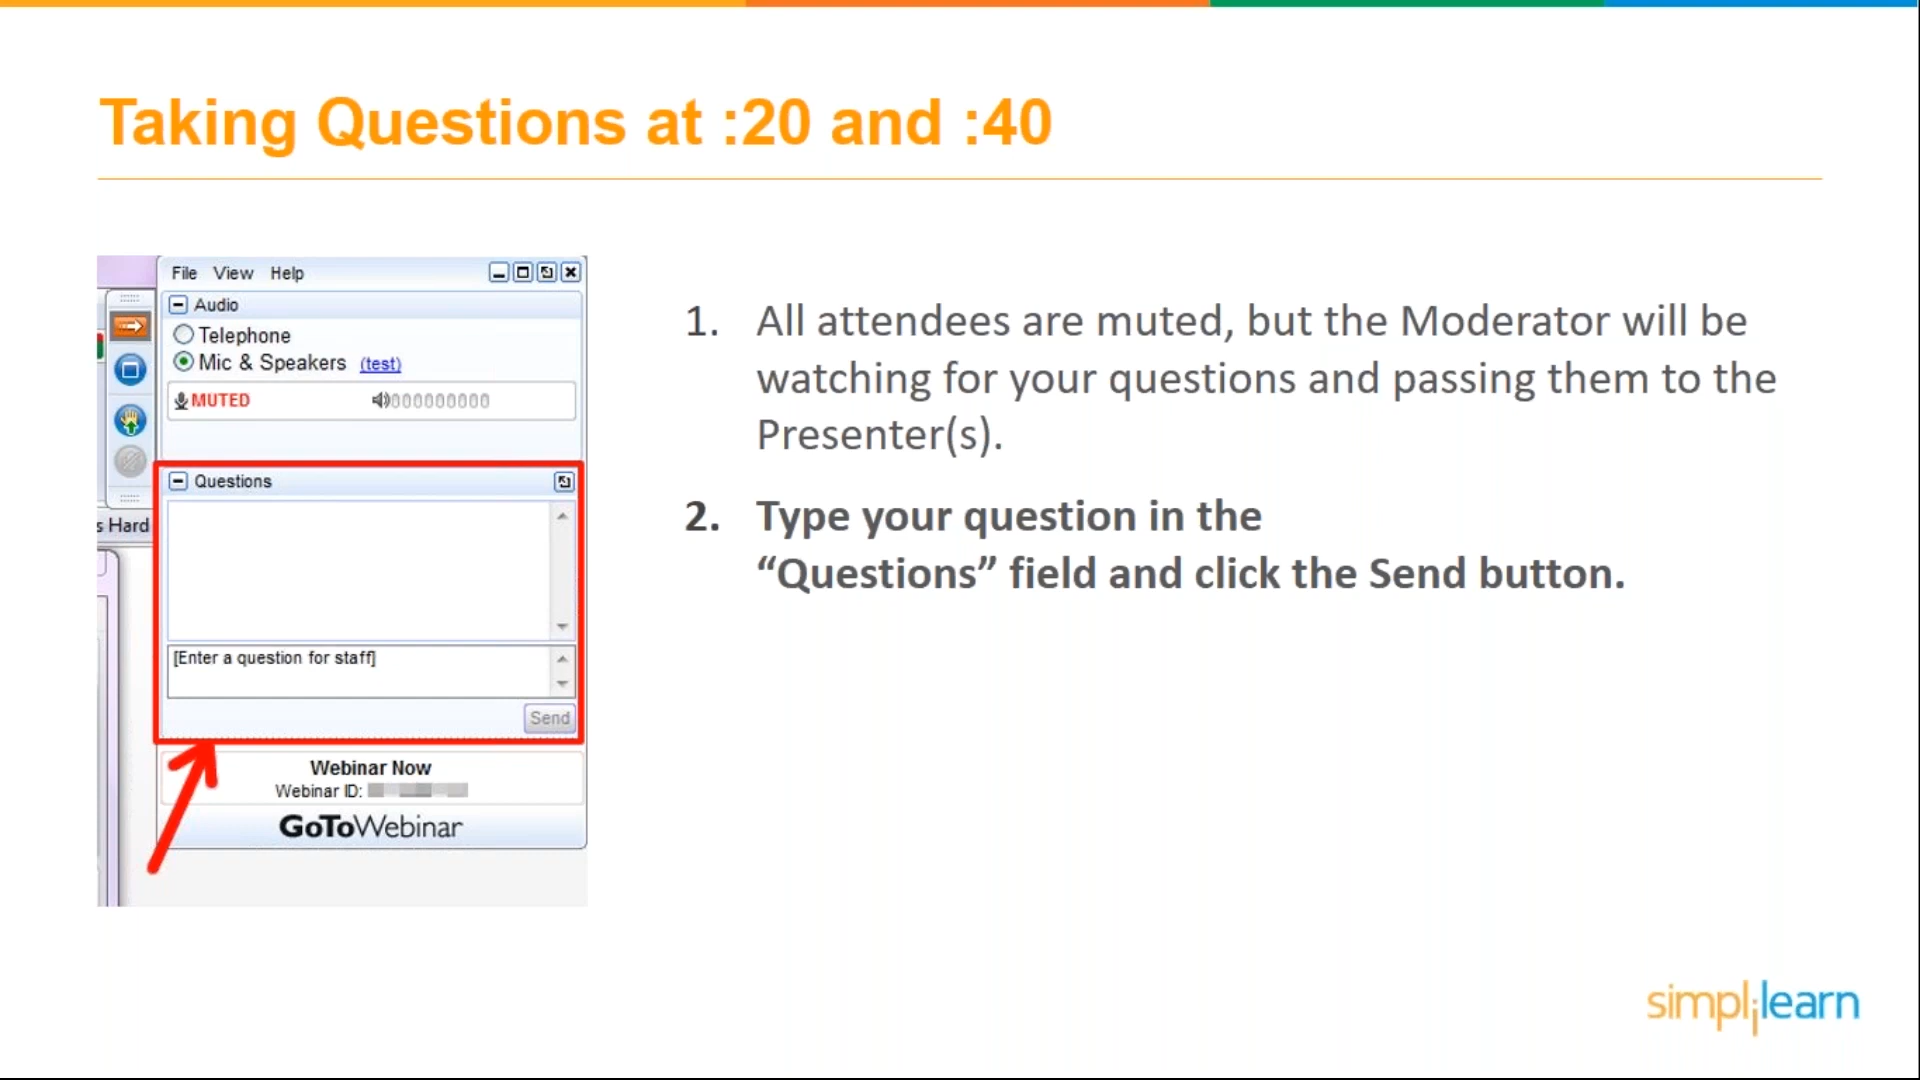 Taking Questions at :20 and :40
File View Help
Audio
Telephone
Mic & Speakers (test)
MUTED 000000000
s Hard
Questions
[Enter a question for staff]
Send
Webinar Now
Webinar ID:
GoToWebinar
1. All attendees are muted, but the Moderator will be
watching for your questions and passing them to the
Presenter(s).
2. Type your question in the
“Questions” field and click the Send button.
simplilearn